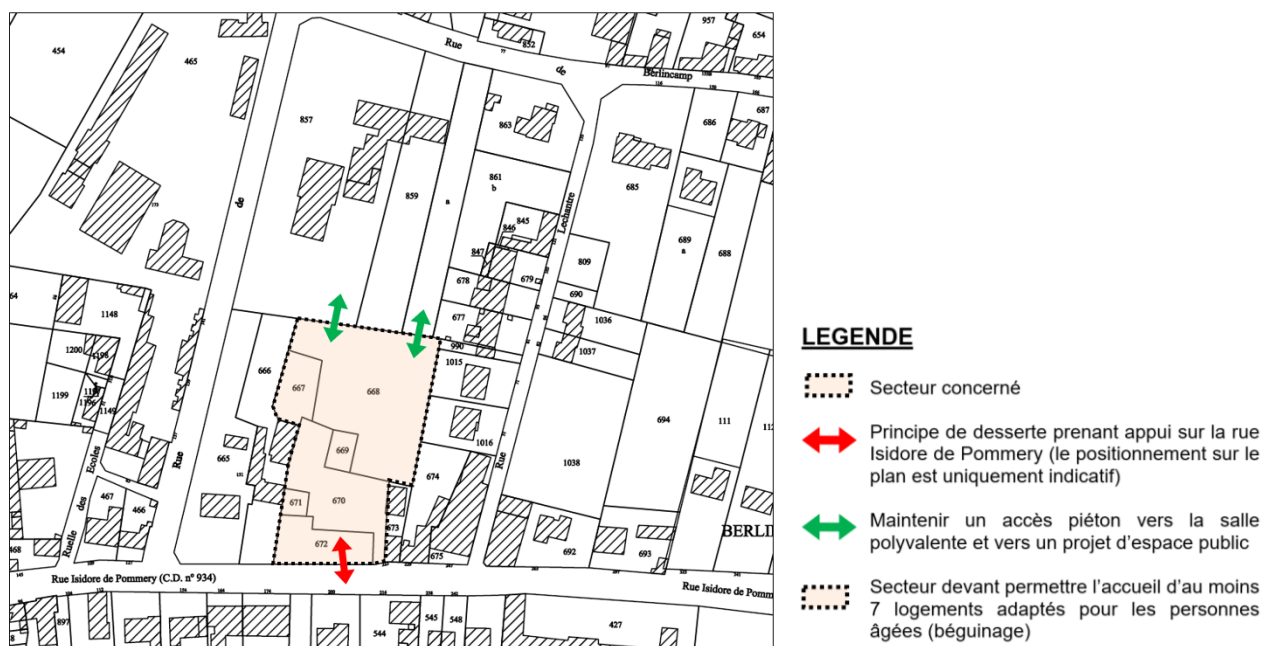 957
654
454
465
Rue
852
77
de
Berlincamp
116
687
686
857
863
685
861
b
859
a
Lechantre
845
846
847
689
a
688
de
809
678
679
690
677
1036
1037
64
1148
1200
1198
990
1015
666
667
668
694
111
1199
1196
1149
1016
669
1038
Rue
Rue
665
674
Ecoles
des
467
466
671
670
673
BERLI
Ruelle
468
672
675
692
693
Rue Isidore de Pommery (C.D. n° 934)
Rue Isidore de Pomm
897
544
545
548
427
8
LEGENDE
Secteur concerné
Principe de desserte prenant appui sur la rue
Isidore de Pommery (le positionnement sur le
plan est uniquement indicatif)
Maintenir un accès piéton vers la salle
polyvalente et vers un projet d'espace public
Secteur devant permettre l'accueil d'au moins
7 logements adaptés pour les personnes
âgées (béguinage)